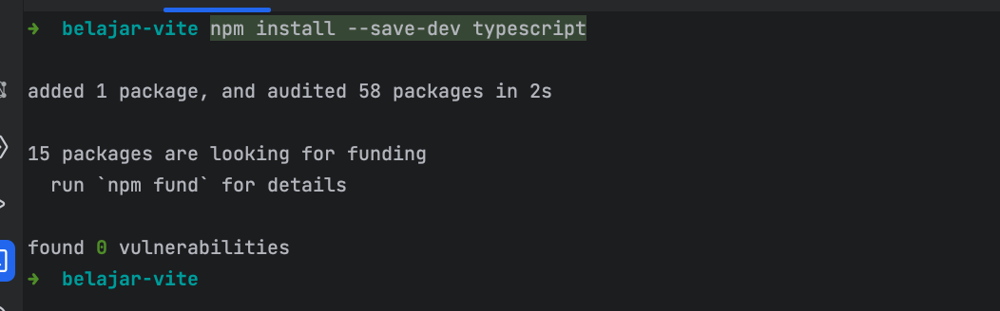 → belajar-vite npm install --save-dev typescript
added 1 package, and audited 58 packages in 2s
15 packages are looking for funding
run `npm fund` for details
found 0 vulnerabilities
→ belajar-vite